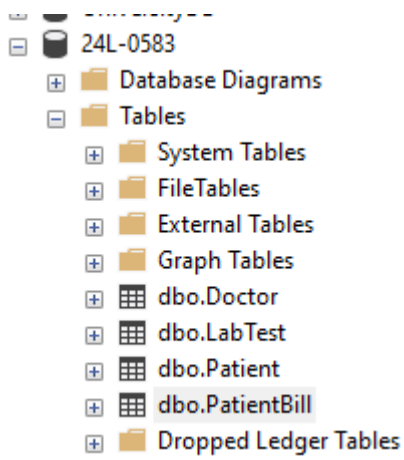 24L-0583
Database Diagrams
Tables
System Tables
FileTables
External Tables
Graph Tables
dbo.Doctor
dbo.LabTest
dbo.Patient
dbo.PatientBill
Dropped Ledger Tables